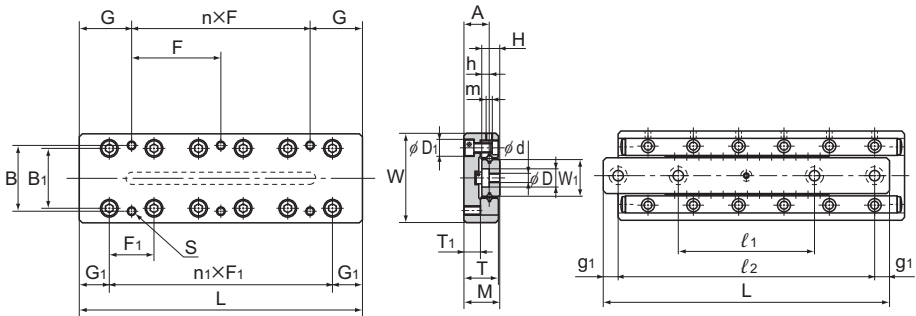 G n×F G
F
B B1
S
F1
G1 n1×F1 G1
L
A
H
h
m
φD1 φd
W φD W1
T1
T
M
ℓ1
g1 ℓ2 g1
L